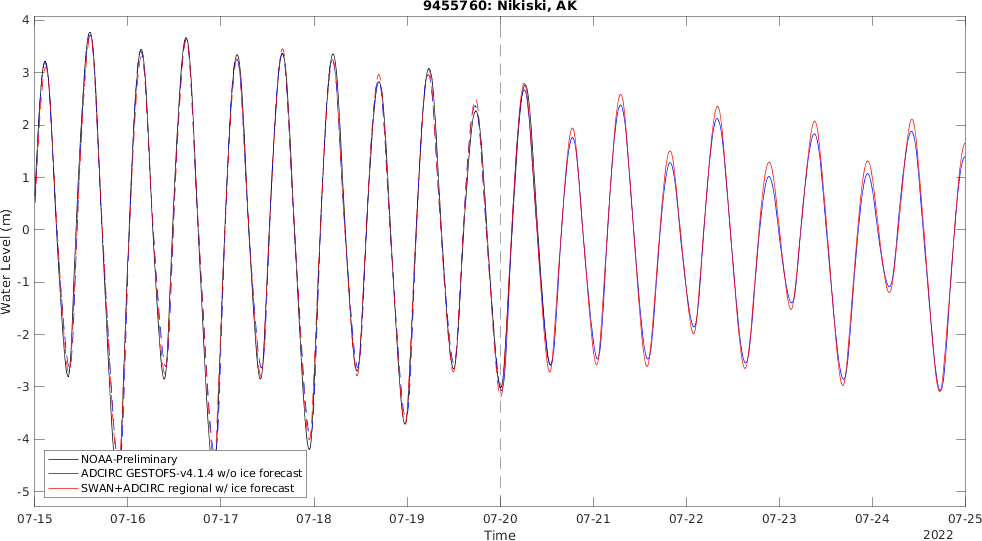 9455760: Nikiski, AK
4
3
2
1
0
-1
-2
-3
-4
-5
Water Level (m)
NOAA-Preliminary
ADCIRC GESTOFS-v4.1.4 w/o ice forecast
SWAN+ADCIRC regional w/ ice forecast
07-15 07-16 07-17 07-18 07-19 07-20 07-21 07-22 07-23 07-24 07-25
Time
2022